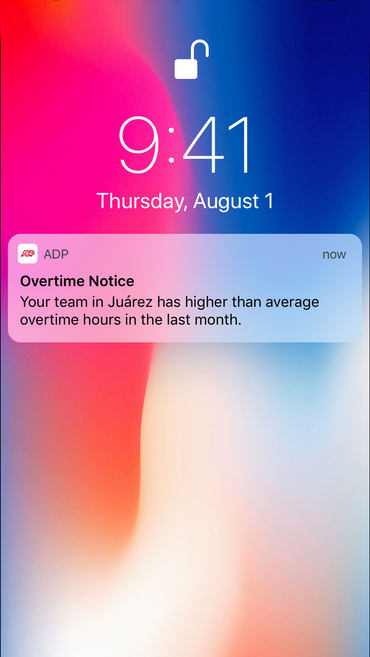 9:41
Thursday, August 1
ADP
now
Overtime Notice
Your team in Juárez has higher than average
overtime hours in the last month.